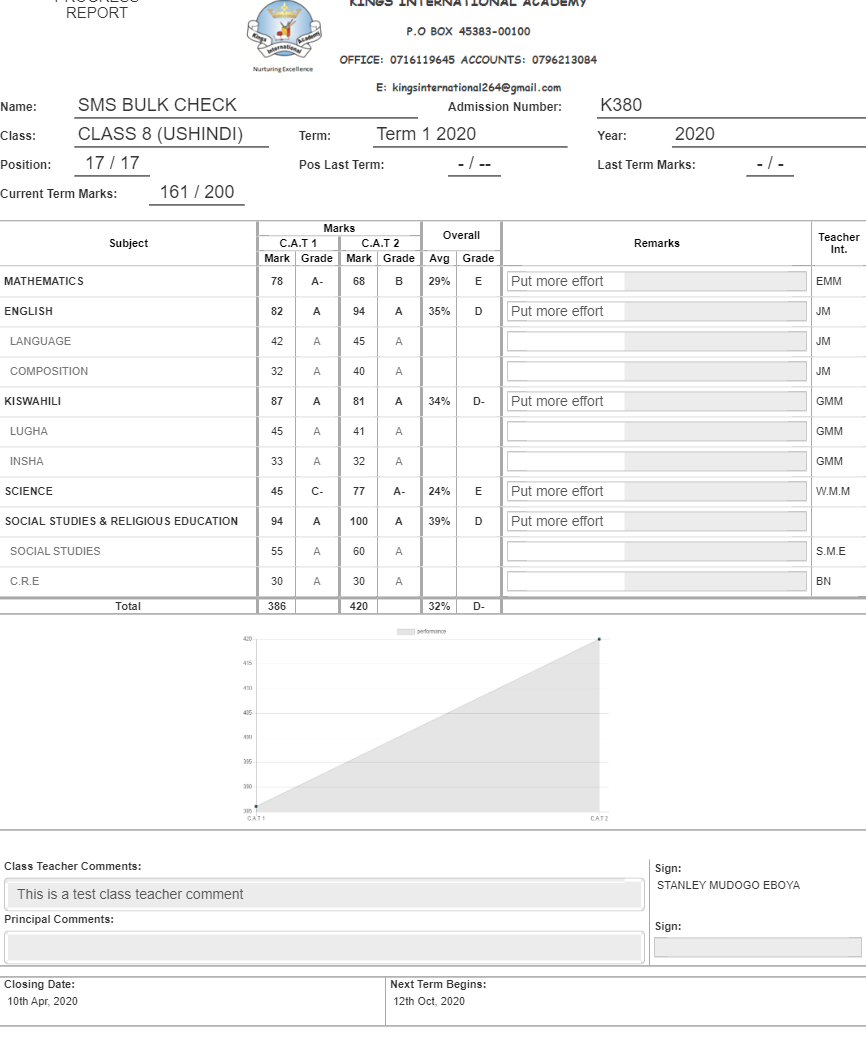 PROGRESS
REPORT
KINGS INTERNATIONAL ACADEMY
P.O BOX 45383-00100
OFFICE: 0716119645 ACCOUNTS: 0796213084
E: kingsinternational264@gmail.com
Kings International Academy
Nurturing Excellence
Name: SMS BULK CHECK Admission Number: K380
Class: CLASS 8 (USHINDI) Term: Term 1 2020 Year: 2020
Position: 17 / 17 Pos Last Term: - / -- Last Term Marks: - / -
Current Term Marks: 161 / 200
Subject Marks Overall Remarks Teacher Int.
C.A.T 1 C.A.T 2
Mark Grade Mark Grade Avg Grade
MATHEMATICS 78 A- 68 B 29% E Put more effort EMM
ENGLISH 82 A 94 A 35% D Put more effort JM
LANGUAGE 42 A 45 A JM
COMPOSITION 32 A 40 A JM
KISWAHILI 87 A 81 A 34% D- Put more effort GMM
LUGHA 45 A 41 A GMM
INSHA 33 A 32 A GMM
SCIENCE 45 C- 77 A- 24% E Put more effort W.M.M
SOCIAL STUDIES & RELIGIOUS EDUCATION 94 A 100 A 39% D Put more effort
SOCIAL STUDIES 55 A 60 A S.M.E
C.R.E 30 A 30 A BN
Total 386 420 32% D-
performance
420
415
410
405
400
395
390
385
C.A.T 1 C.A.T 2
Class Teacher Comments:
This is a test class teacher comment
Sign:
STANLEY MUDOGO EBOYA
Principal Comments:
Sign:
Closing Date:
10th Apr, 2020
Next Term Begins:
12th Oct, 2020